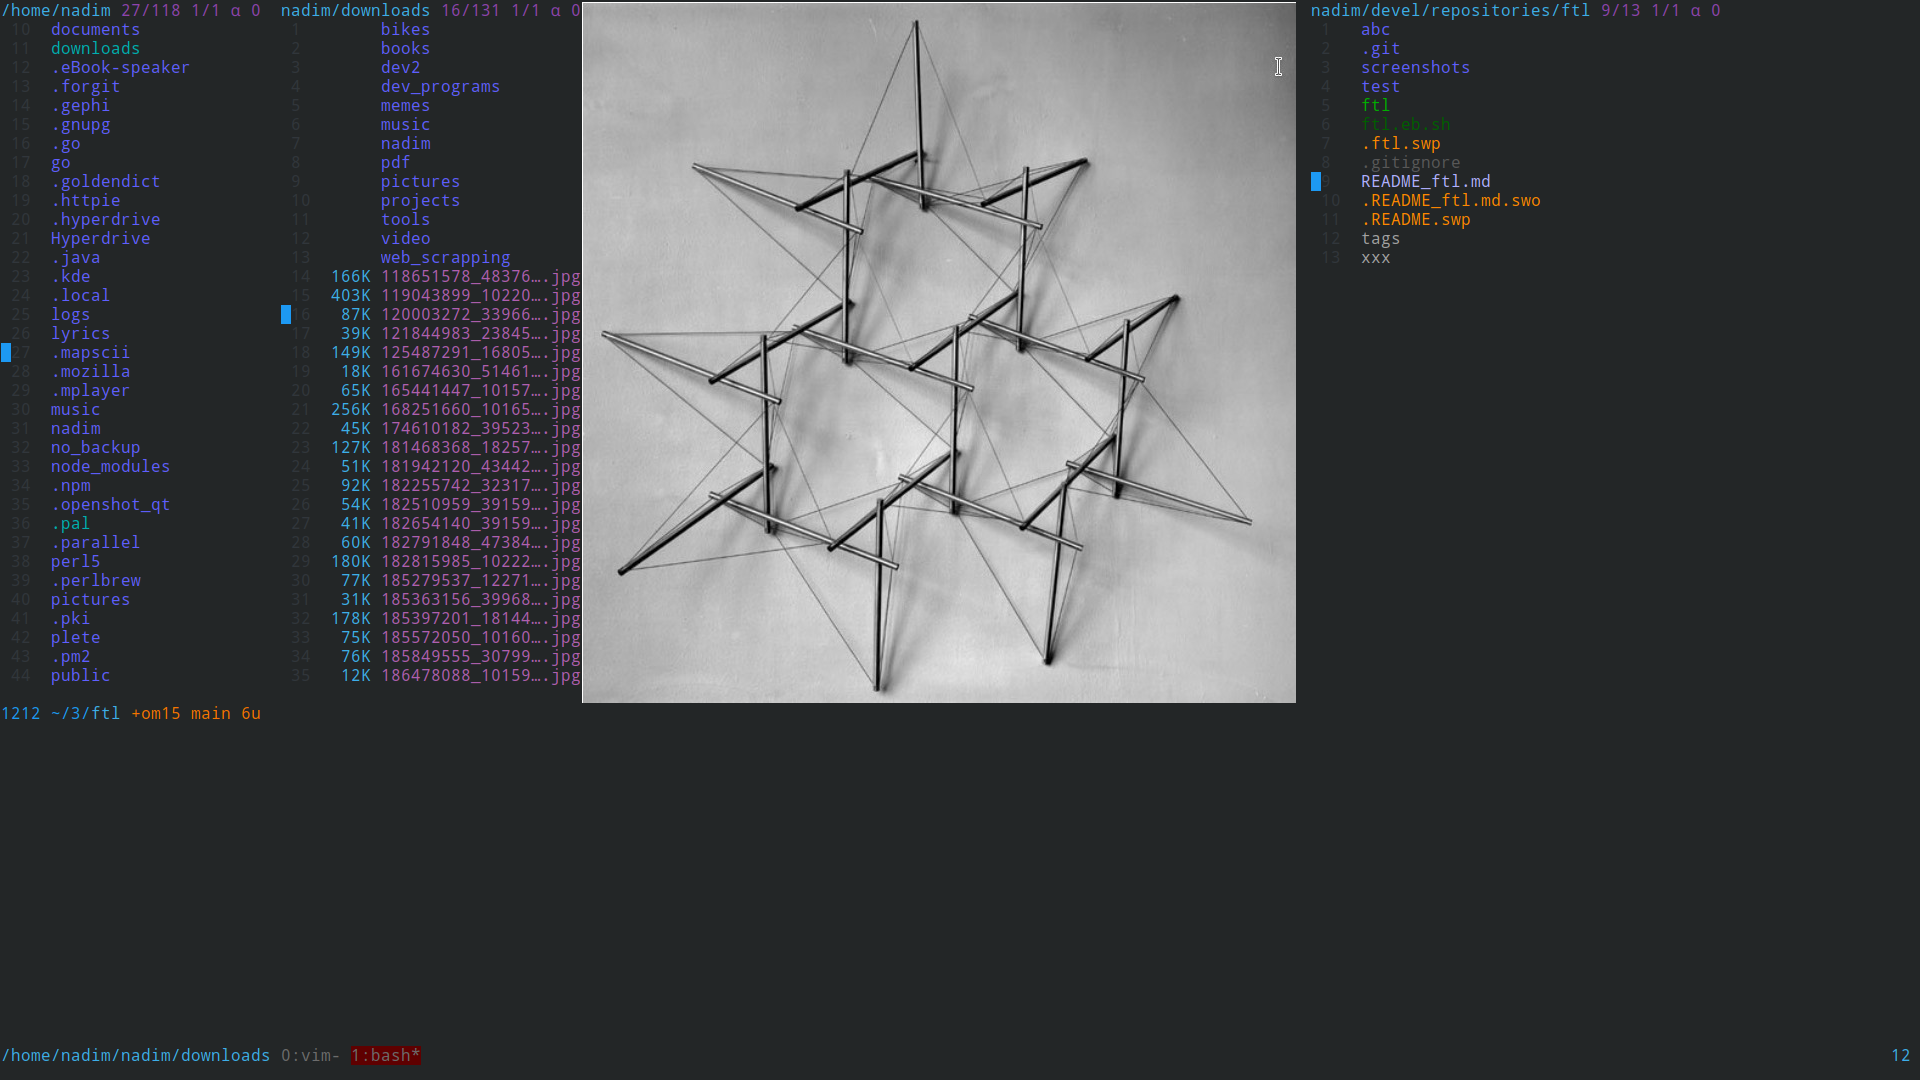 /home/nadim 27/118 1/1 α 0
10 documents
11 downloads
12 .eBook-speaker
13 .forgit
14 .gephi
15 .gnupg
16 .go
17 go
18 .goldendict
19 .httpie
20 .hyperdrive
21 Hyperdrive
22 .java
23 .kde
24 .local
25 logs
26 lyrics
27 .mapscii
28 .mozilla
29 .mplayer
30 music
31 nadim
32 no_backup
33 node_modules
34 .npm
35 .openshot_qt
36 .pal
37 .parallel
38 perl5
39 .perlbrew
40 pictures
41 .pki
42 plete
43 .pm2
44 public
nadim/downloads 16/131 1/1 α 0
1 bikes
2 books
3 dev2
4 dev_programs
5 memes
6 music
7 nadim
8 pdf
9 pictures
10 projects
11 tools
12 video
13 web_scrapping
14 166K 118651578_48376….jpg
15 403K 119043899_10220….jpg
16 87K 120003272_33966….jpg
17 39K 121844983_23845….jpg
18 149K 125487291_16805….jpg
19 18K 161674630_51461….jpg
20 65K 165441447_10157….jpg
21 256K 168251660_10165….jpg
22 45K 174610182_39523….jpg
23 127K 181468368_18257….jpg
24 51K 181942120_43442….jpg
25 92K 182255742_32317….jpg
26 54K 182510959_39159….jpg
27 41K 182654140_39159….jpg
28 60K 182791848_47384….jpg
29 180K 182815985_10222….jpg
30 77K 185279537_12271….jpg
31 31K 185363156_39968….jpg
32 178K 185397201_18144….jpg
33 75K 185572050_10160….jpg
34 76K 185849555_30799….jpg
35 12K 186478088_10159….jpg
nadim/devel/repositories/ftl 9/13 1/1 α 0
1 abc
2 .git
3 screenshots
4 test
5 ftl
6 ftl.eb.sh
7 .ftl.swp
8 .gitignore
9 README_ftl.md
10 .README_ftl.md.swo
11 .README.swp
12 tags
13 xxx
1212 ~/3/ftl +om15 main 6u
/home/nadim/nadim/downloads 0:vim- 1:bash* 12